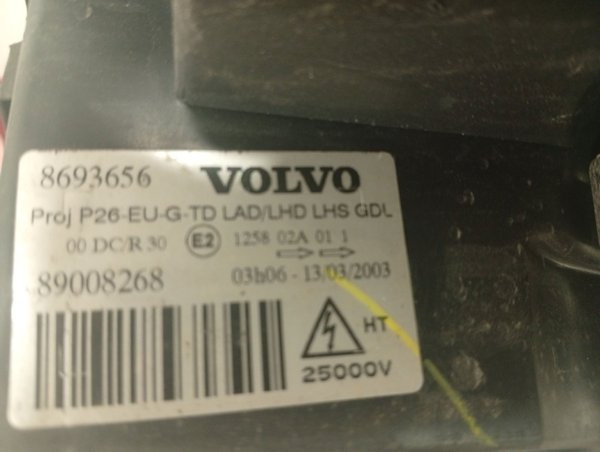 8693656 VOLVO
Proj P26-EU-G-TD LAD/LHD LHS GDL
00 DC/R 30 E2 1258 02A 01 1
89008268 03h06 - 13/03/2003
HT
25000V